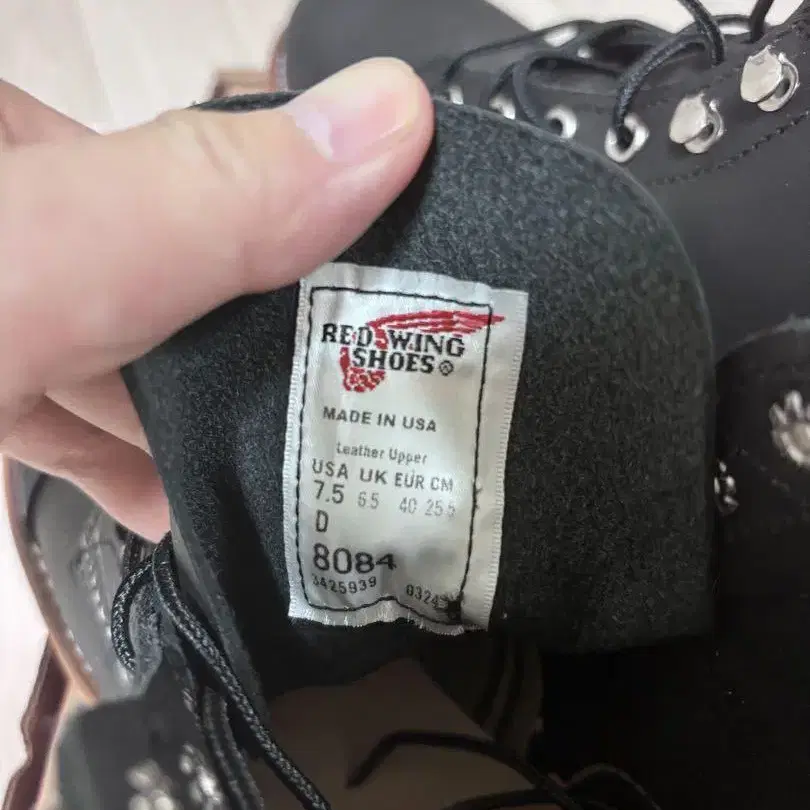 RED WING
SHOES®
MADE IN USA
Leather Upper
USA UK EUR CM
7.5 6.5 40 25.5
D
8084
3425939